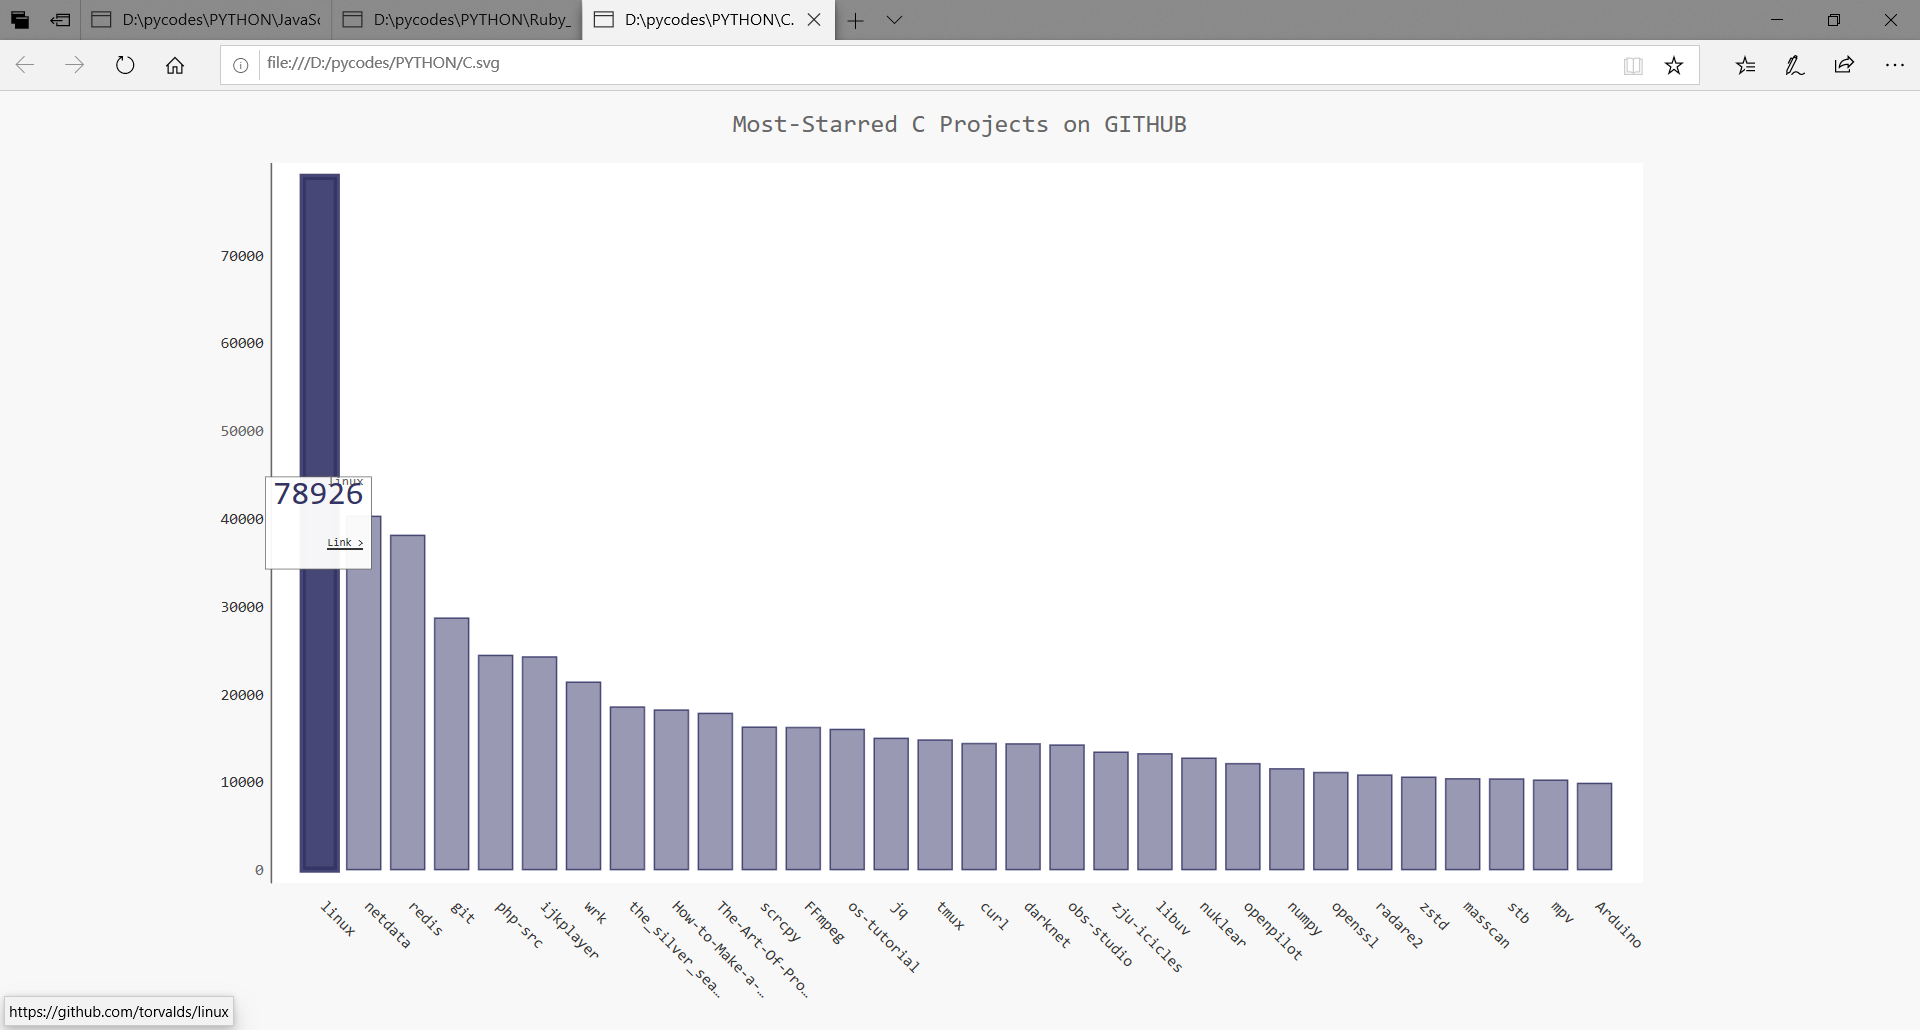 D:\pycodes\PYTHON\JavaSc
D:\pycodes\PYTHON\Ruby_
D:\pycodes\PYTHON\C.
file:///D:/pycodes/PYTHON/C.svg
Most-Starred C Projects on GITHUB
70000
60000
50000
40000
30000
20000
10000
0
linux
78926
Link >
linux
netdata
redis
git
php-src
ijkplayer
wrk
the_silver_sea…
How-to-Make-a-…
The-Art-Of-Pro…
scrcpy
FFmpeg
os-tutorial
jq
tmux
curl
darknet
obs-studio
zju-icicles
libuv
nuklear
openpilot
numpy
openssl
radare2
zstd
masscan
stb
mpv
Arduino
https://github.com/torvalds/linux